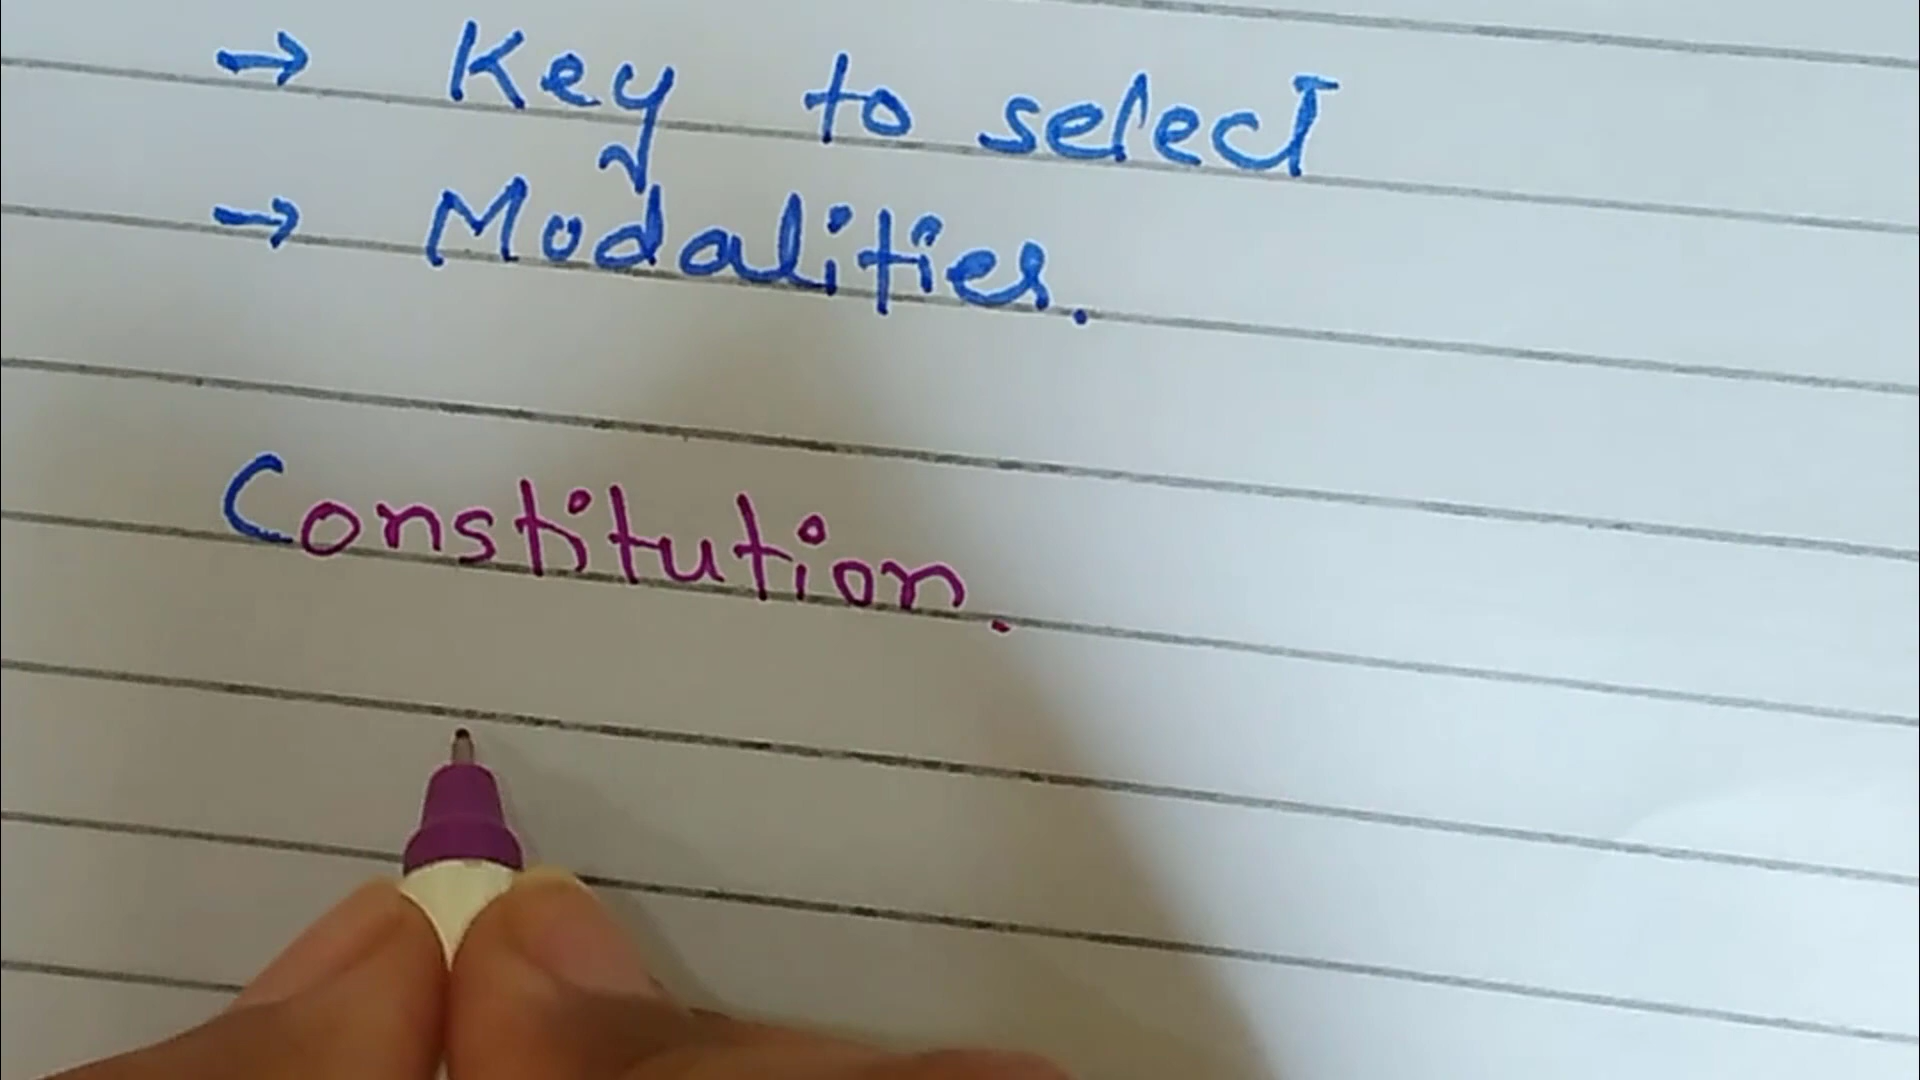 → Key to select
→ Modalities.
Constitution.